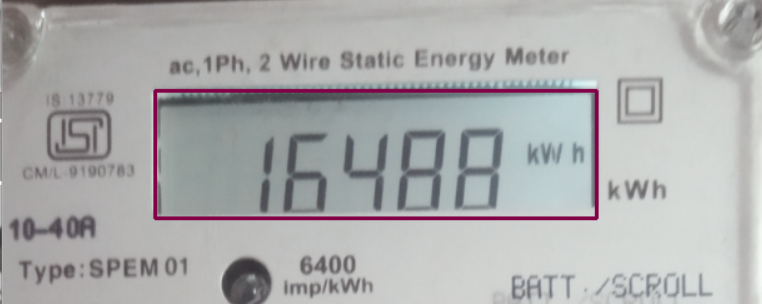 ac,1Ph, 2 Wire Static Energy Meter
IS:13779
ISI
CM/L-9190783
16488 kW h
kWh
10-40A
Type:SPEM 01
6400
imp/kWh
BATT./SCROLL